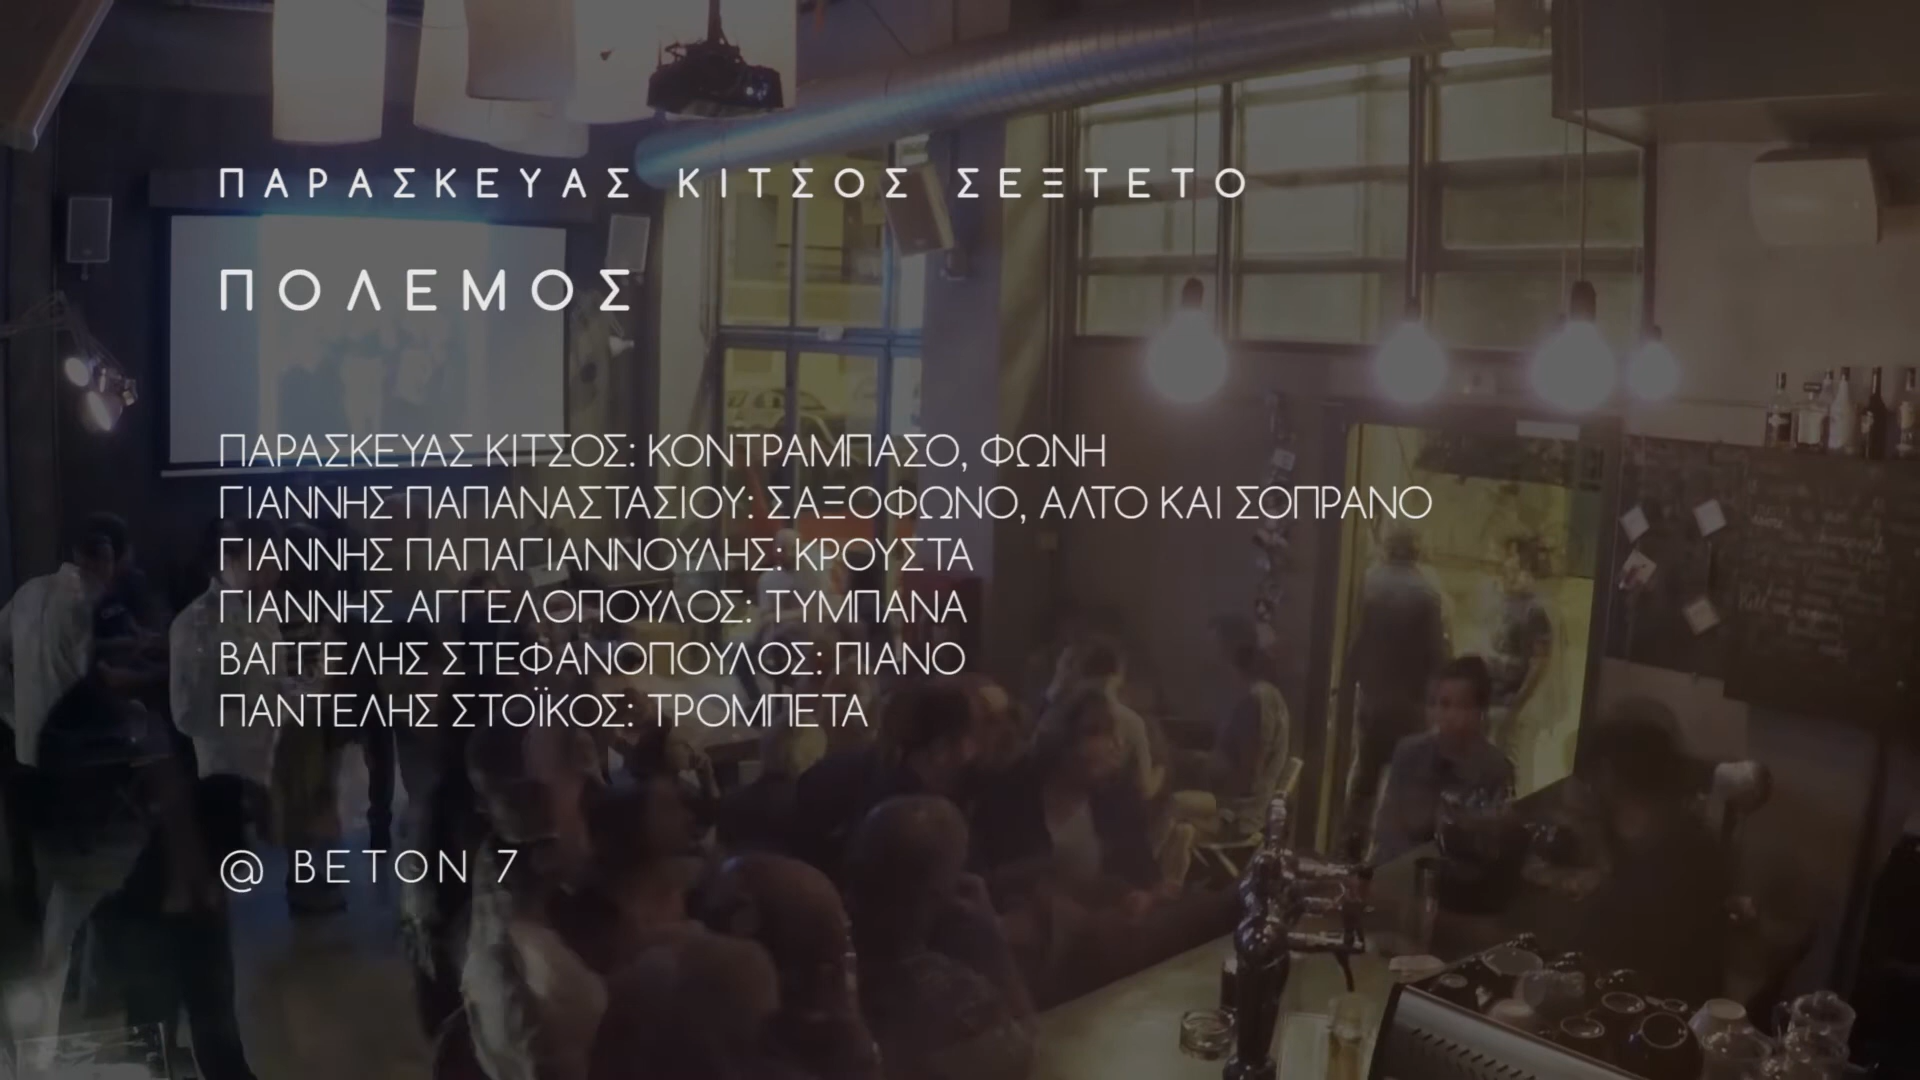 ΠΑΡΑΣΚΕΥΑΣ ΚΙΤΣΟΣ ΣΕΞΤΕΤΟ
ΠΟΛΕΜΟΣ
ΠΑΡΑΣΚΕΥΑΣ ΚΙΤΣΟΣ: ΚΟΝΤΡΑΜΠΑΣΟ, ΦΩΝΗ
ΓΙΑΝΝΗΣ ΠΑΠΑΝΑΣΤΑΣΙΟΥ: ΣΑΞΟΦΩΝΟ, ΑΛΤΟ ΚΑΙ ΣΟΠΡΑΝΟ
ΓΙΑΝΝΗΣ ΠΑΠΑΓΙΑΝΝΟΥΛΗΣ: ΚΡΟΥΣΤΑ
ΓΙΑΝΝΗΣ ΑΓΓΕΛΟΠΟΥΛΟΣ: ΤΥΜΠΑΝΑ
ΒΑΓΓΕΛΗΣ ΣΤΕΦΑΝΟΠΟΥΛΟΣ: ΠΙΑΝΟ
ΠΑΝΤΕΛΗΣ ΣΤΟΪΚΟΣ: ΤΡΟΜΠΕΤΑ
@ BETON 7